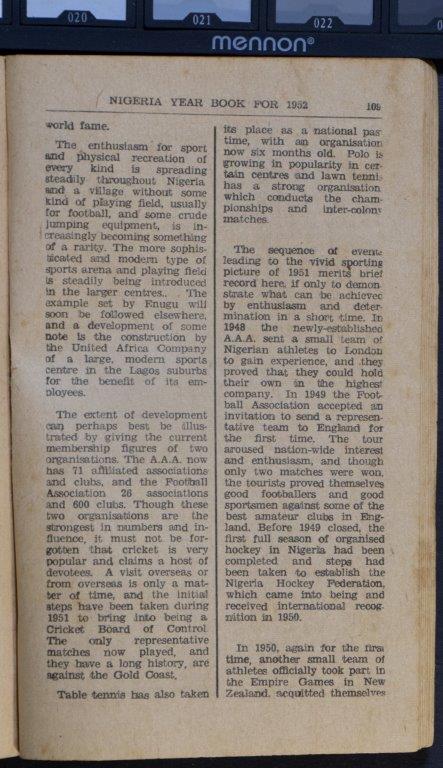 020
021
022
mennon®
NIGERIA YEAR BOOK FOR 1952
109
world fame.
The enthusiasm for sport
and physical recreation of
every kind is spreading
steadily throughout Nigeria
and a village without some
kind of playing field, usually
for football, and some crude
jumping equipment, is in-
creasingly becoming something
of a rarity. The more sophis-
ticated and modern type of
sports arena and playing field
is steadily being introduced
in the larger centres.. The
example set by Enugu will
soon be followed elsewhere,
and a development of some
note is the construction by
the United Africa Company
of a large, modern sports
centre in the Lagos suburbs
for the benefit of its em-
ployees.
The extent of development
can perhaps best be illus-
trated by giving the current
membership figures of two
organisations. The A.A.A. now
has 71 affiliated associations
and clubs, and the Football
Association 26 associations
and 600 clubs. Though these
two organisations are the
strongest in numbers and in-
fluence, it must not be for-
gotten that cricket is very
popular and claims a host of
devotees. A visit overseas or
from overseas is only a mat-
ter of time, and the initial
steps have been taken during
1951 to bring into being a
Cricket Board of Control.
The only representative
matches now played, and
they have a long history, are
against the Gold Coast.
Table tennis has also taken
its place as a national pas
time, with an organisation
now six months old. Polo is
growing in popularity in cer-
tain centres and lawn tennis
has a strong organisation
which conducts the cham-
pionships and inter-colony
matches.
The sequence of events
leading to the vivid sporting
picture of 1951 merits brief
record here, if only to demon
strate what can be achieved
by enthusiasm and deter-
mination in a short time. In
1948 the newly-established
A.A.A. sent a small team of
Nigerian athletes to London
to gain experience, and they
proved that they could hold
their own in the highest
company. In 1949 the Foot-
ball Association accepted an
invitation to send a represen-
tative team to England for
the first time. The tour
aroused nation-wide interest
and enthusiasm, and though
only two matches were won,
the tourists proved themselves
good footballers and good
sportsmen against some of the
best amateur clubs in Eng-
land. Before 1949 closed, the
first full season of organised
hockey in Nigeria had been
completed and steps had
been taken to establish the
Nigeria Hockey Federation,
which came into being and
received international recog-
nition in 1950.
In 1950, again for the first
time, another small team of
athletes officially took part in
the Empire Games in New
Zealand, acquitted themselves